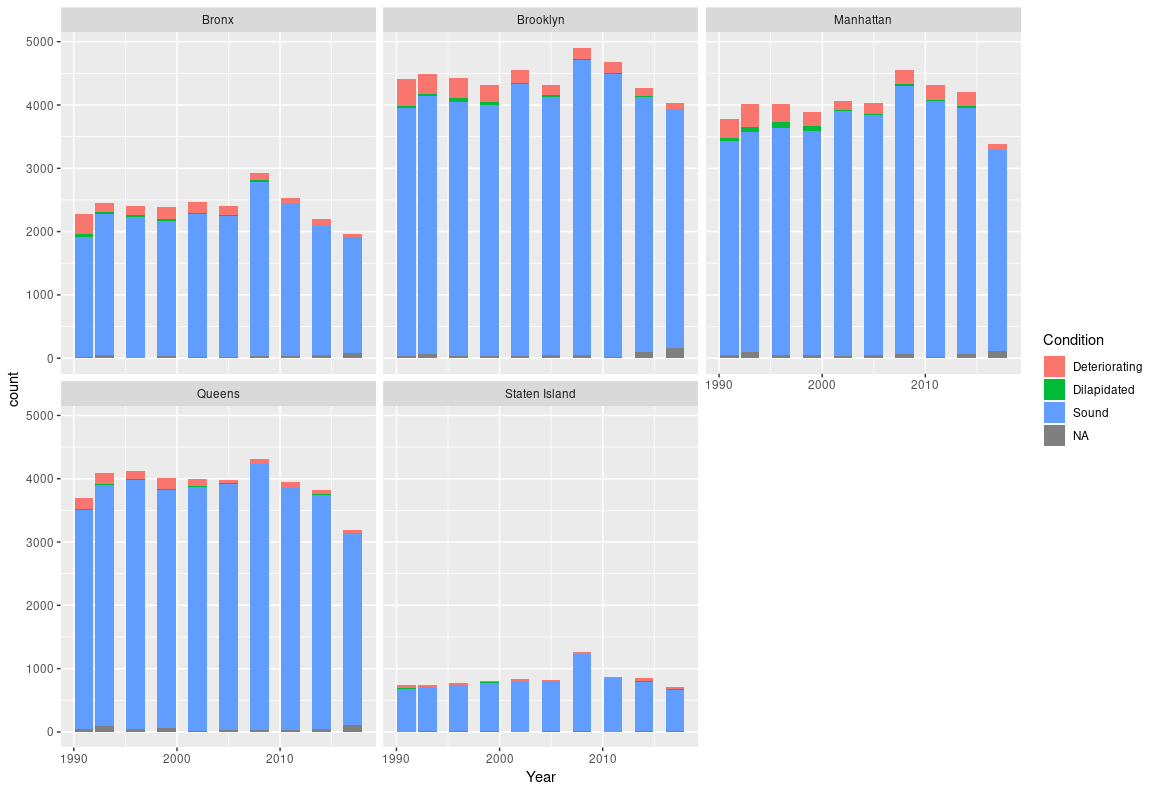 Bronx
Brooklyn
Manhattan
5000
4000
3000
2000
1000
0
1990
2000
2010
Queens
Staten Island
5000
4000
3000
2000
1000
0
1990
2000
2010
1990
2000
2010
Year
count
Condition
Deteriorating
Dilapidated
Sound
NA